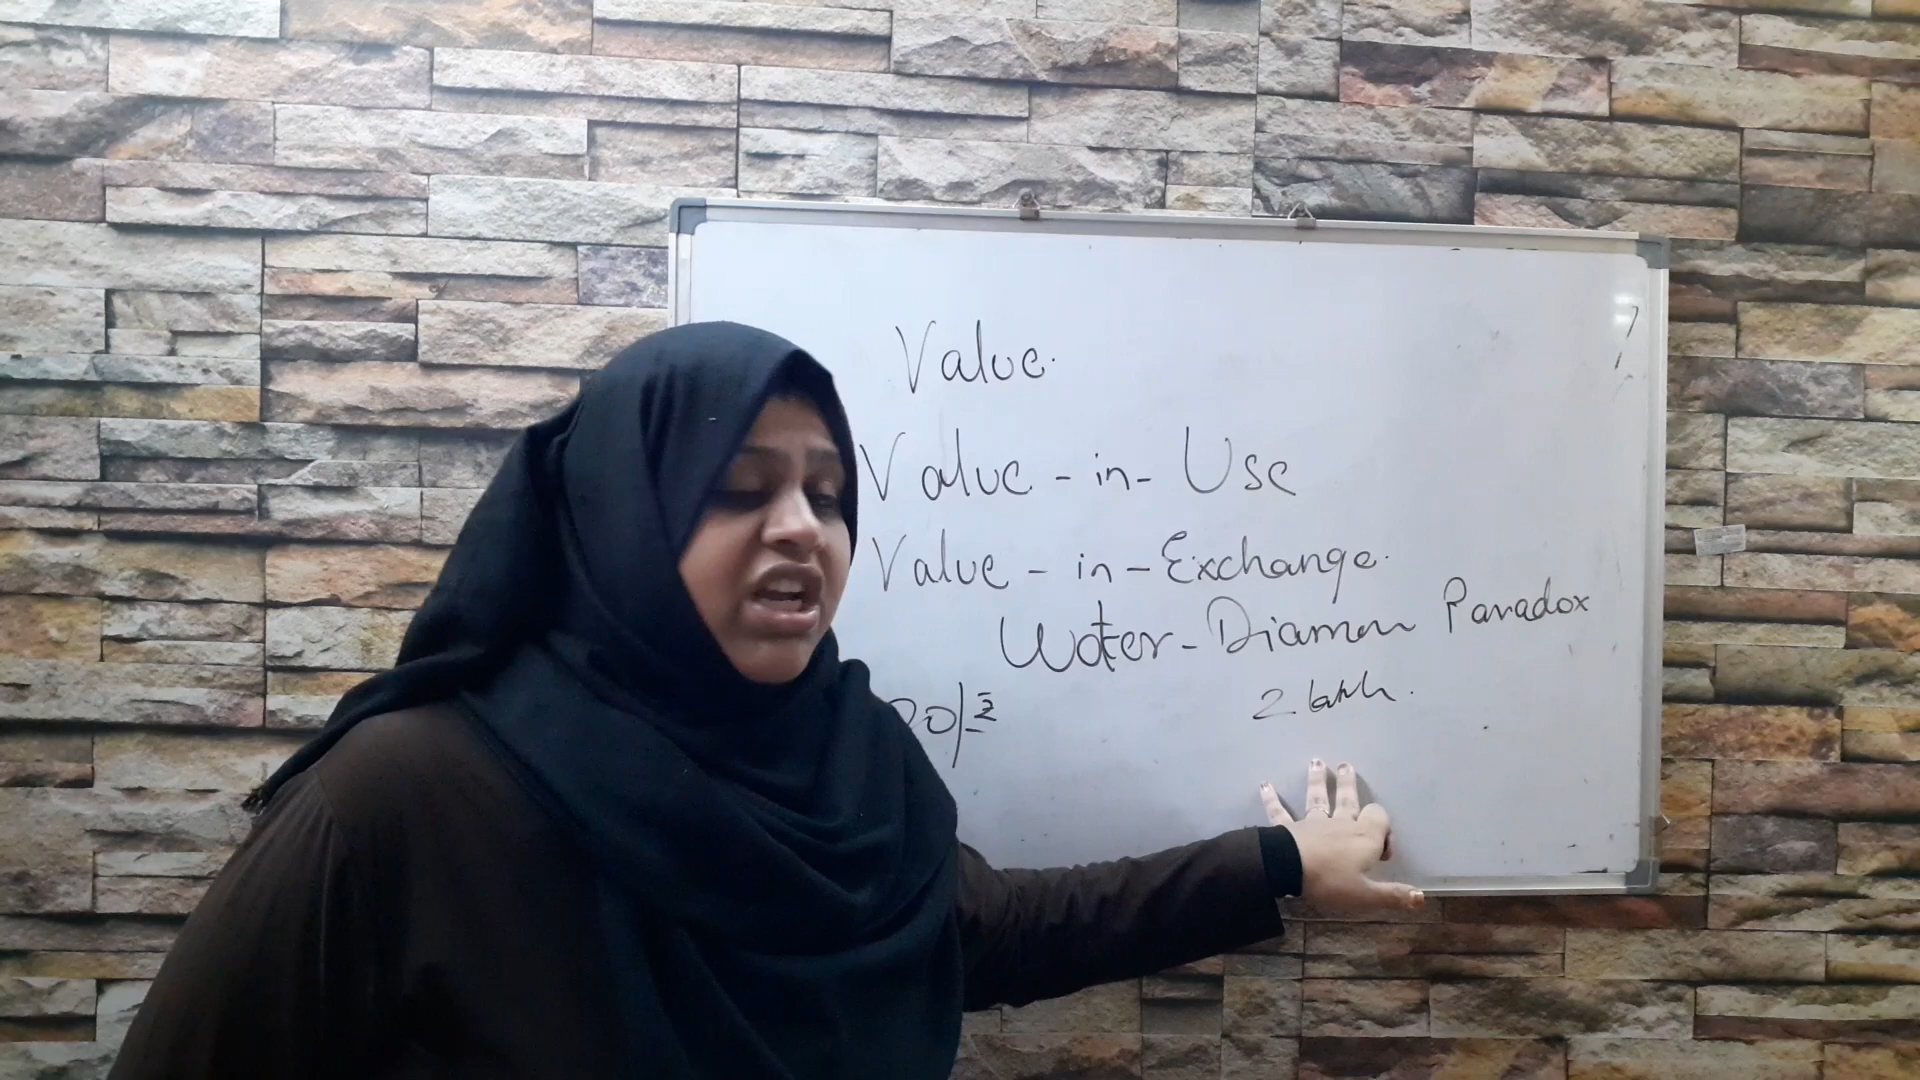 Value.
Value - in - Use
Value - in - Exchange.
Water - Diamon Paradox
20/=
2 lakh.